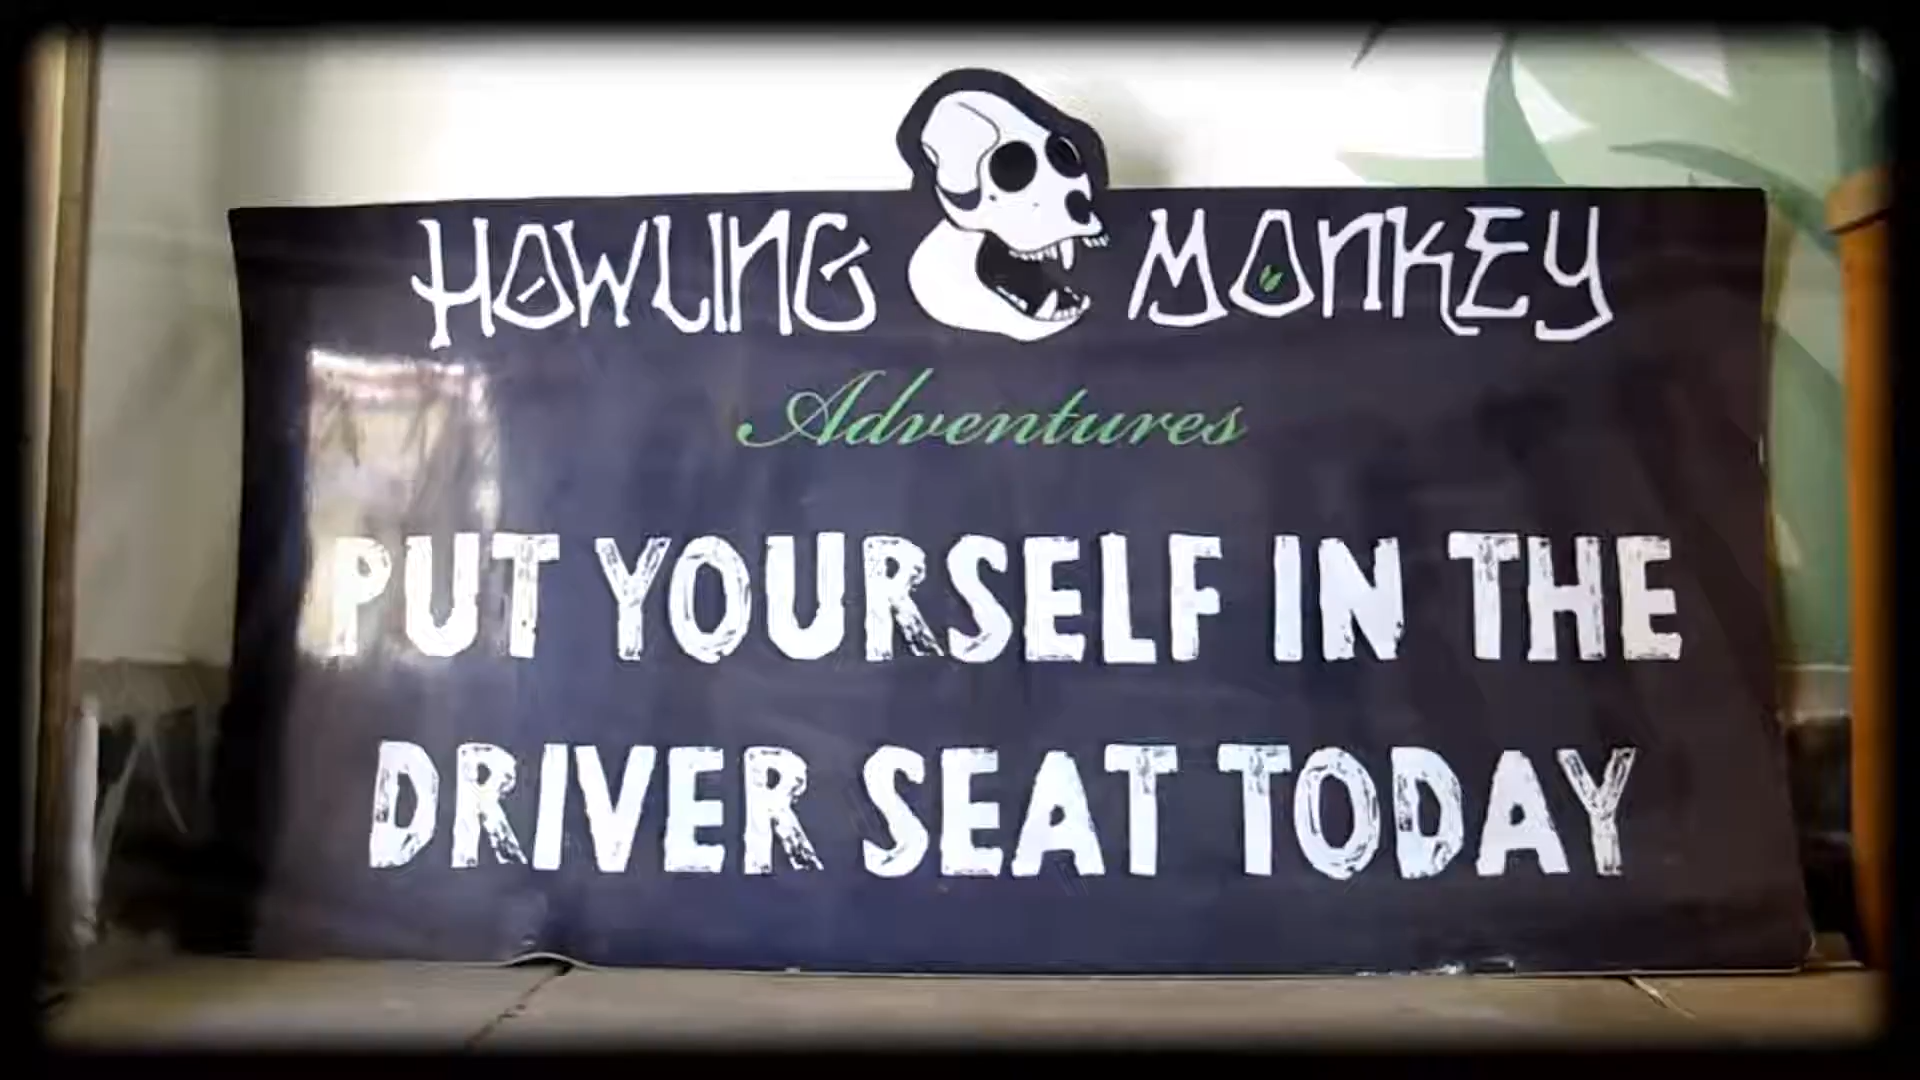 HOWLING MONKEY
Adventures
PUT YOURSELF IN THE
DRIVER SEAT TODAY